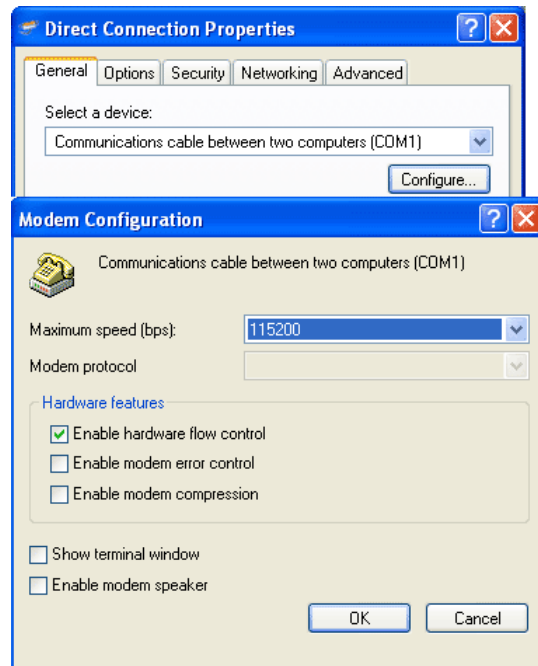 Direct Connection Properties
General Options Security Networking Advanced
Select a device:
Communications cable between two computers (COM1)
Configure...
Modem Configuration
Communications cable between two computers (COM1)
Maximum speed (bps): 115200
Modem protocol
Hardware features
Enable hardware flow control
Enable modem error control
Enable modem compression
Show terminal window
Enable modem speaker
OK Cancel